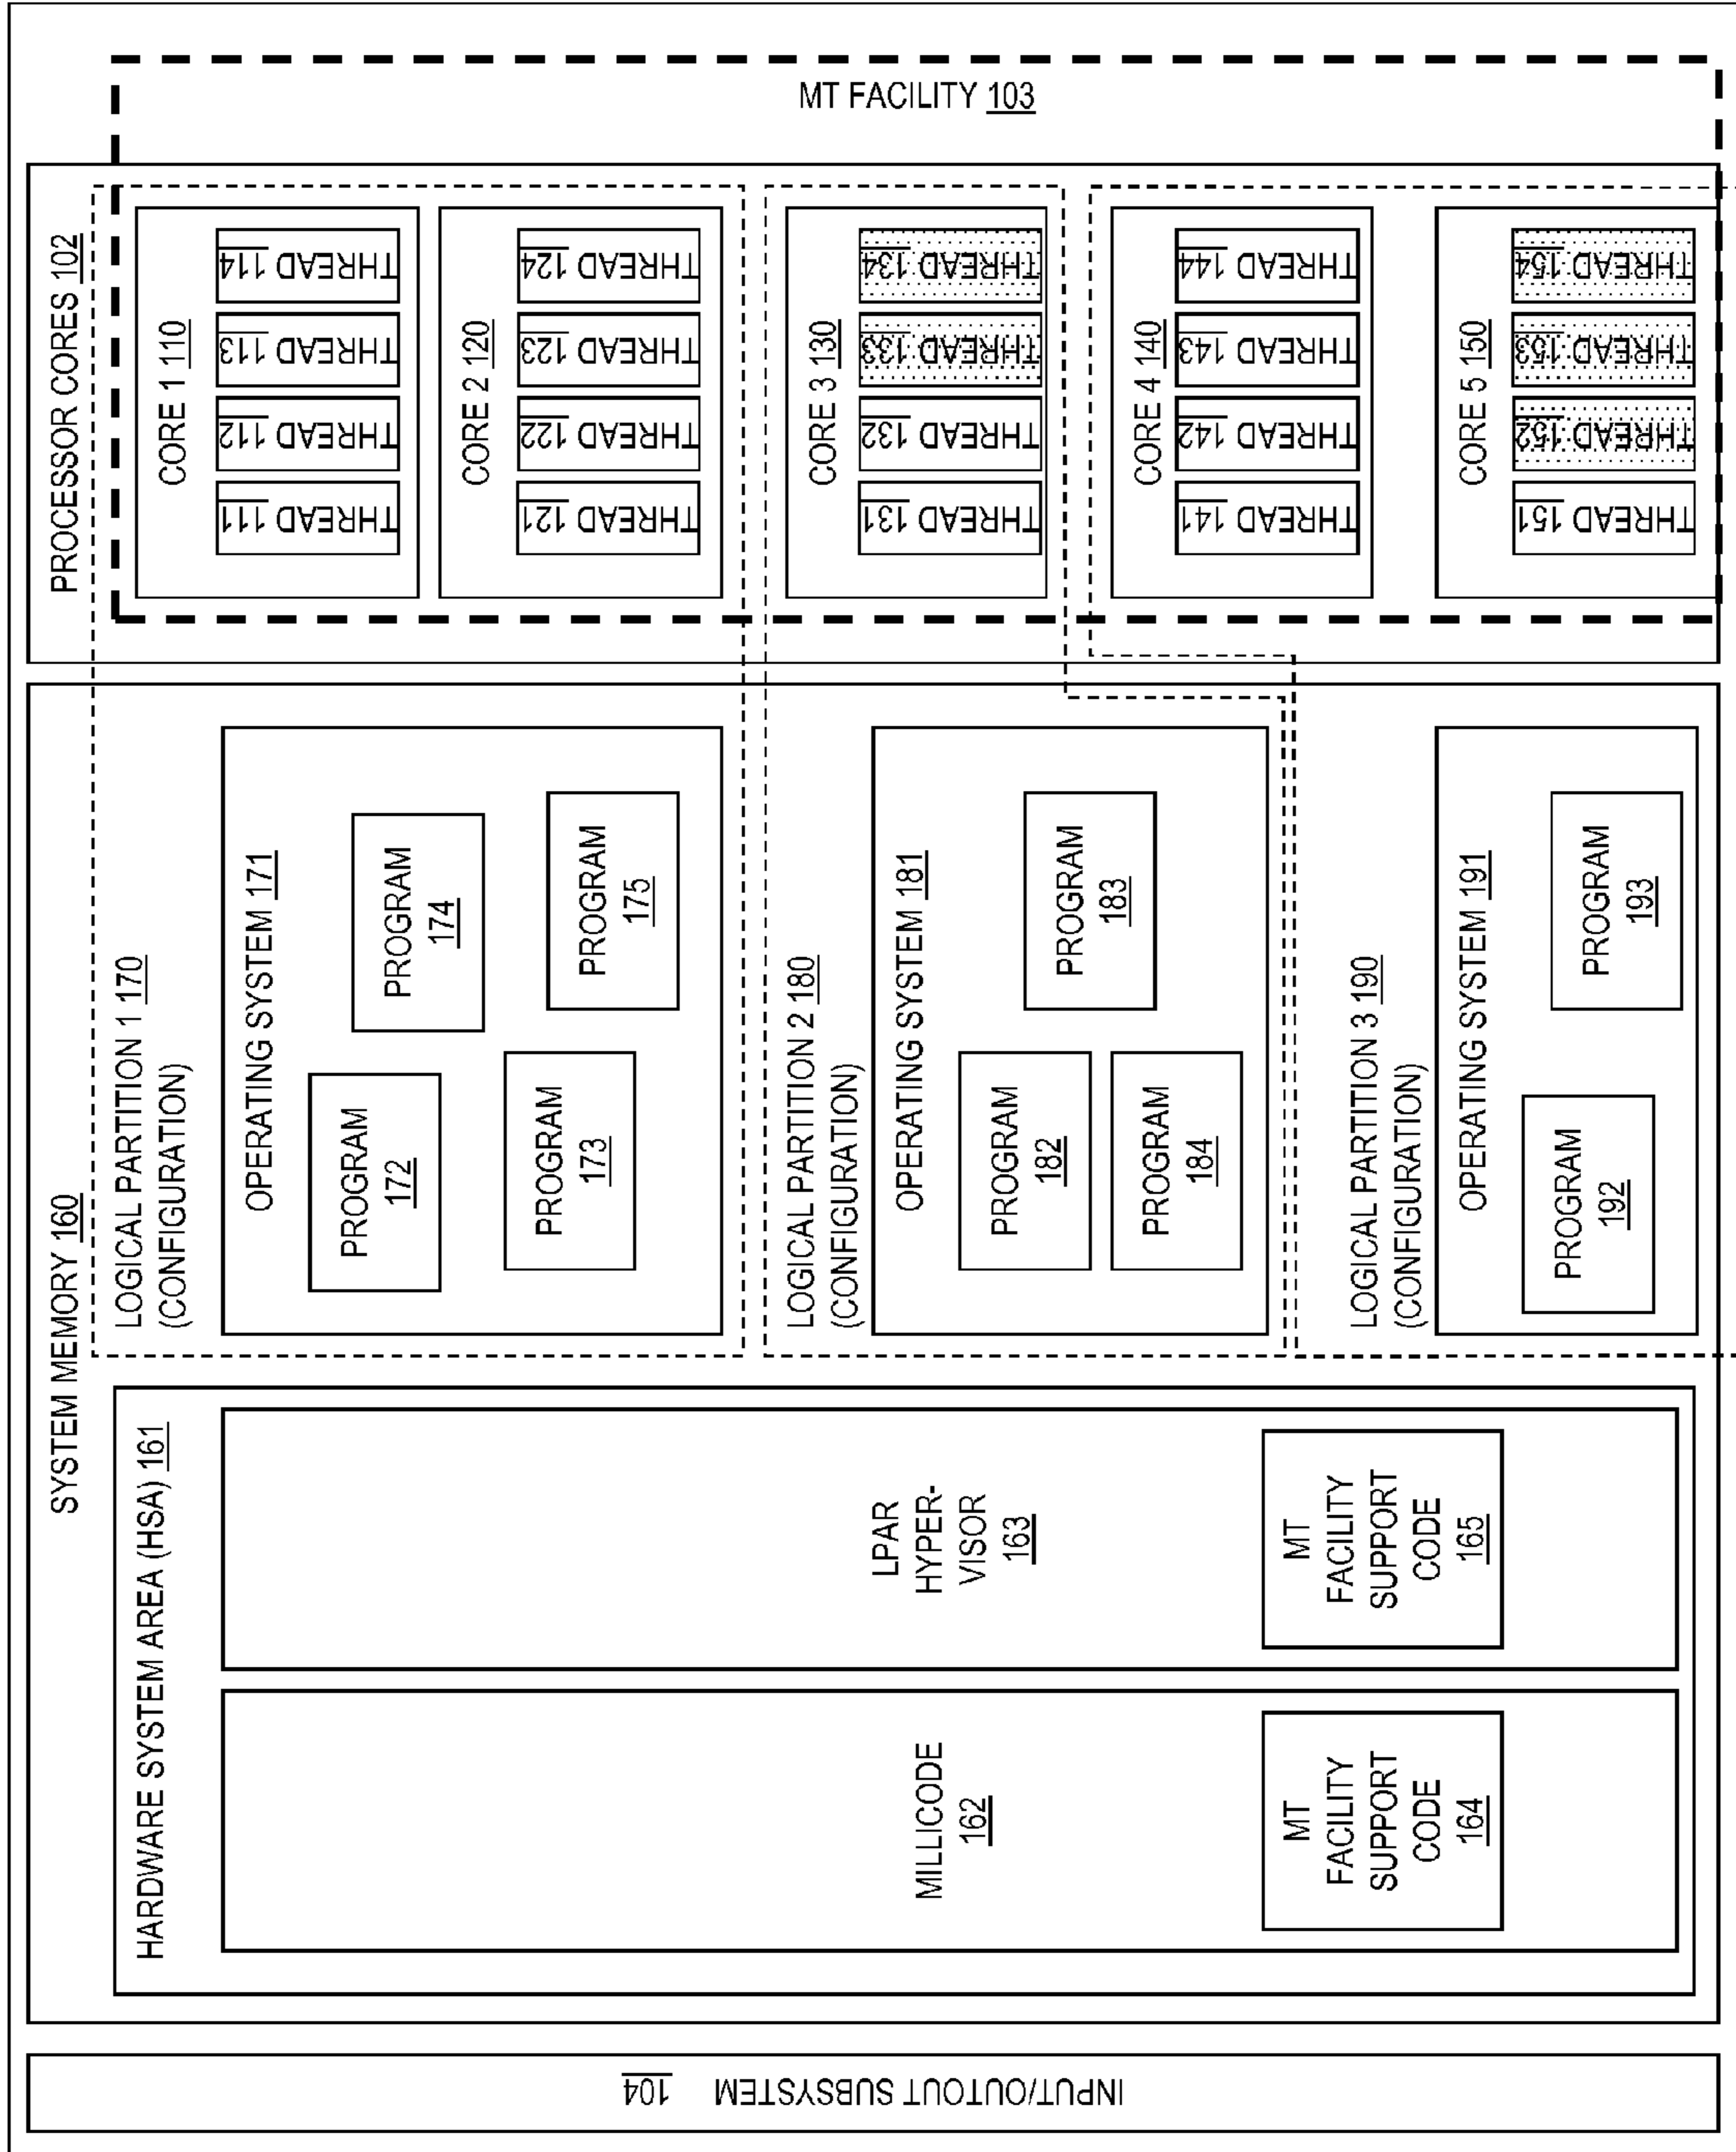 PROCESSOR CORES 102
MT FACILITY 103
CORE 1 110
THREAD 111
THREAD 112
THREAD 113
THREAD 114
CORE 2 120
THREAD 121
THREAD 122
THREAD 123
THREAD 124
CORE 3 130
THREAD 131
THREAD 132
THREAD 133
THREAD 134
CORE 4 140
THREAD 141
THREAD 142
THREAD 143
THREAD 144
CORE 5 150
THREAD 151
THREAD 152
THREAD 153
THREAD 154
SYSTEM MEMORY 160
LOGICAL PARTITION 1 170
(CONFIGURATION)
OPERATING SYSTEM 171
PROGRAM
172
PROGRAM
174
PROGRAM
173
PROGRAM
175
LOGICAL PARTITION 2 180
(CONFIGURATION)
OPERATING SYSTEM 181
PROGRAM
182
PROGRAM
183
PROGRAM
184
LOGICAL PARTITION 3 190
(CONFIGURATION)
OPERATING SYSTEM 191
PROGRAM
192
PROGRAM
193
HARDWARE SYSTEM AREA (HSA) 161
LPAR
HYPER-
VISOR
163
MT
FACILITY
SUPPORT
CODE
165
MILLICODE
162
MT
FACILITY
SUPPORT
CODE
164
INPUT/OUTOUT SUBSYSTEM 104